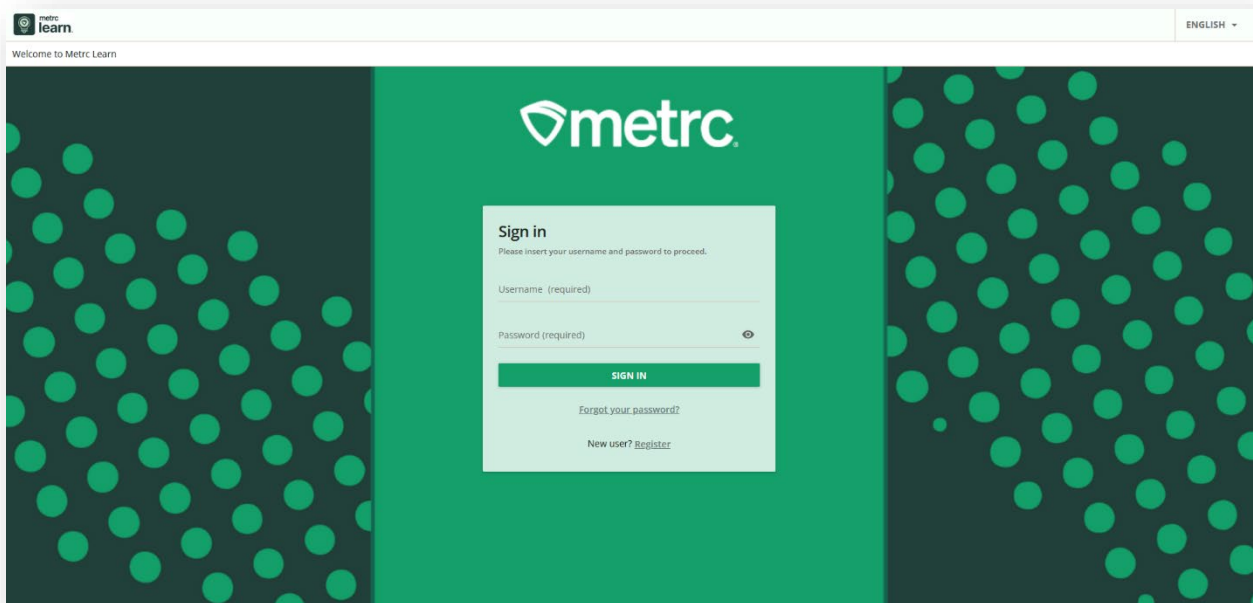 metrc
learn.
ENGLISH
Welcome to Metrc Learn
metrc.
Sign in
Please insert your username and password to proceed.
Username (required)
Password (required)
SIGN IN
Forgot your password?
New user? Register